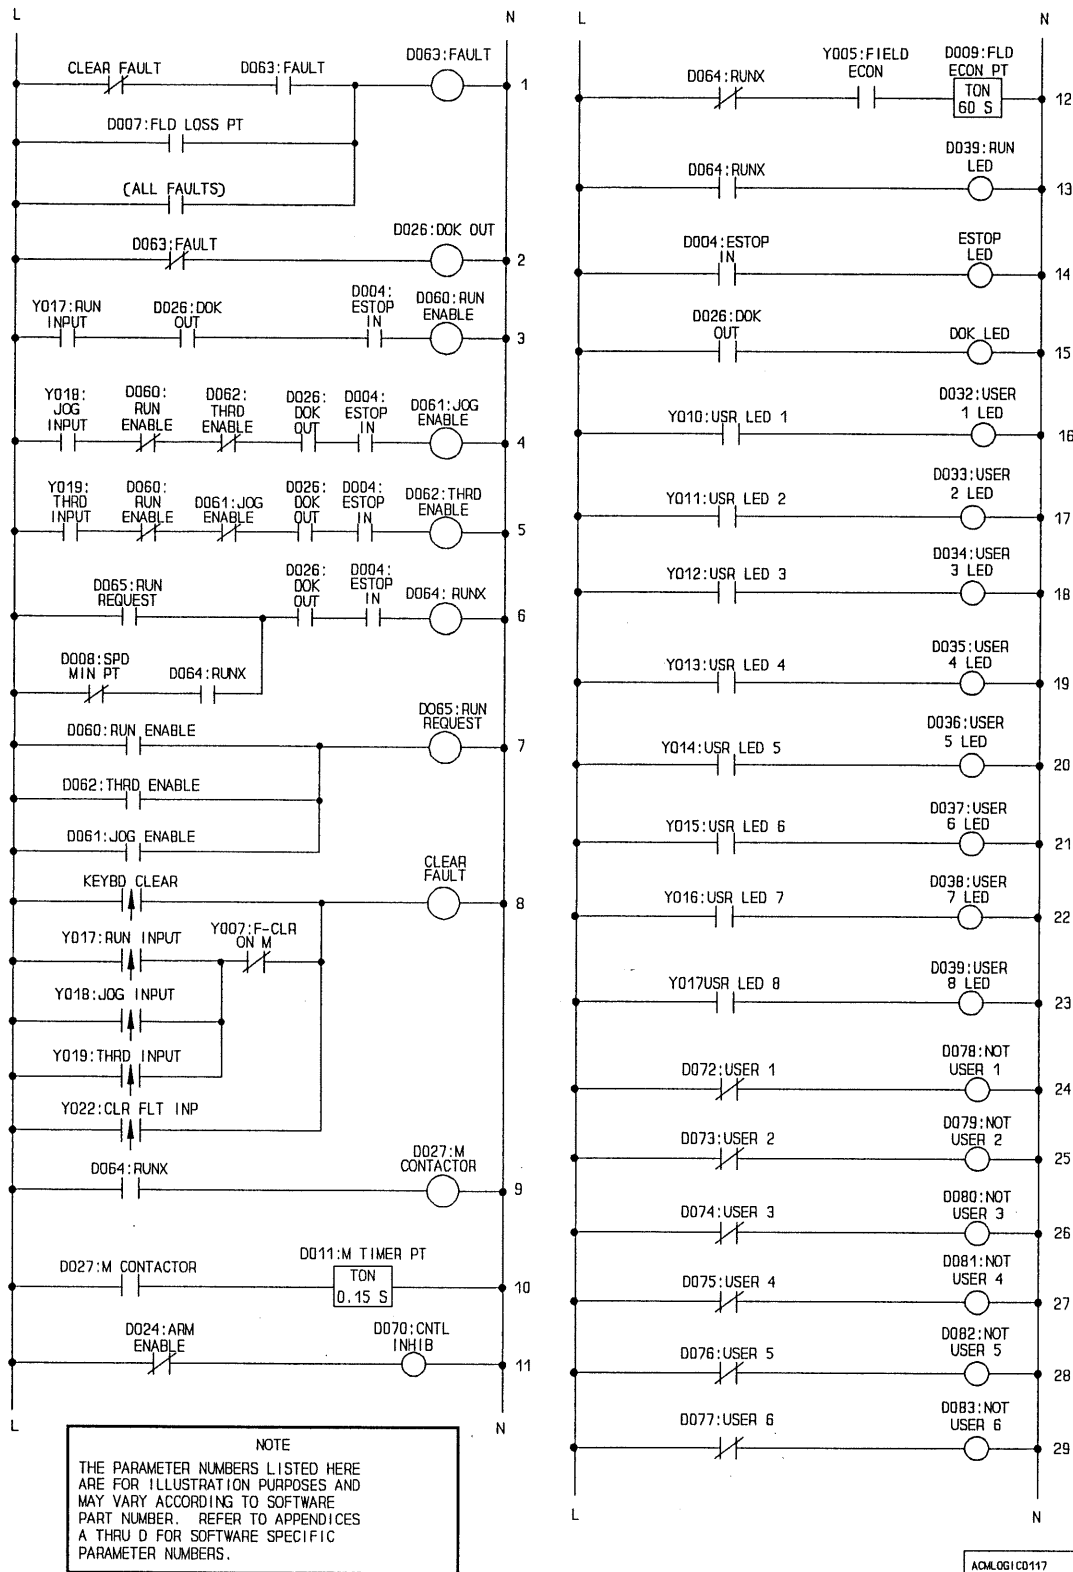 L
N
CLEAR FAULT
D063:FAULT
D063:FAULT
1
D007:FLD LOSS PT
(ALL FAULTS)
D063:FAULT
D026:DOK OUT
2
Y017:RUN
INPUT
D026:DOK
OUT
D004:
ESTOP
IN
D060:RUN
ENABLE
3
Y018:
JOG
INPUT
D060:
RUN
ENABLE
D062:
THRD
ENABLE
D026:
DOK
OUT
D004:
ESTOP
IN
D061:JOG
ENABLE
4
Y019:
THRD
INPUT
D060:
RUN
ENABLE
D061:JOG
ENABLE
D026:
DOK
OUT
D004:
ESTOP
IN
D062:THRD
ENABLE
5
D065:RUN
REQUEST
D026:
DOK
OUT
D004:
ESTOP
IN
D064: RUNX
6
D008:SPD
MIN PT
D064:RUNX
D060:RUN ENABLE
D065:RUN
REQUEST
7
D062:THRD ENABLE
D061:JOG ENABLE
KEYBD CLEAR
CLEAR
FAULT
8
Y017:RUN INPUT
Y007:F-CLR
ON M
Y018:JOG INPUT
Y019:THRD INPUT
Y022:CLR FLT INP
D064:RUNX
D027:M
CONTACTOR
9
D027:M CONTACTOR
D011:M TIMER PT
TON
0.15 S
10
D024:ARM
ENABLE
D070:CNTL
INHIB
11
L
N
NOTE
THE PARAMETER NUMBERS LISTED HERE
ARE FOR ILLUSTRATION PURPOSES AND
MAY VARY ACCORDING TO SOFTWARE
PART NUMBER. REFER TO APPENDICES
A THRU D FOR SOFTWARE SPECIFIC
PARAMETER NUMBERS.
L
N
D064:RUNX
Y005:FIELD
ECON
D009:FLD
ECON PT
TON
60 S
12
D064:RUNX
D039:RUN
LED
13
D004:ESTOP
IN
ESTOP
LED
14
D026:DOK
OUT
DOK LED
15
Y010:USR LED 1
D032:USER
1 LED
16
Y011:USR LED 2
D033:USER
2 LED
17
Y012:USR LED 3
D034:USER
3 LED
18
Y013:USR LED 4
D035:USER
4 LED
19
Y014:USR LED 5
D036:USER
5 LED
20
Y015:USR LED 6
D037:USER
6 LED
21
Y016:USR LED 7
D038:USER
7 LED
22
Y017USR LED 8
D039:USER
8 LED
23
D072:USER 1
D078:NOT
USER 1
24
D073:USER 2
D079:NOT
USER 2
25
D074:USER 3
D080:NOT
USER 3
26
D075:USER 4
D081:NOT
USER 4
27
D076:USER 5
D082:NOT
USER 5
28
D077:USER 6
D083:NOT
USER 6
29
L
N
ACMLOGICD117